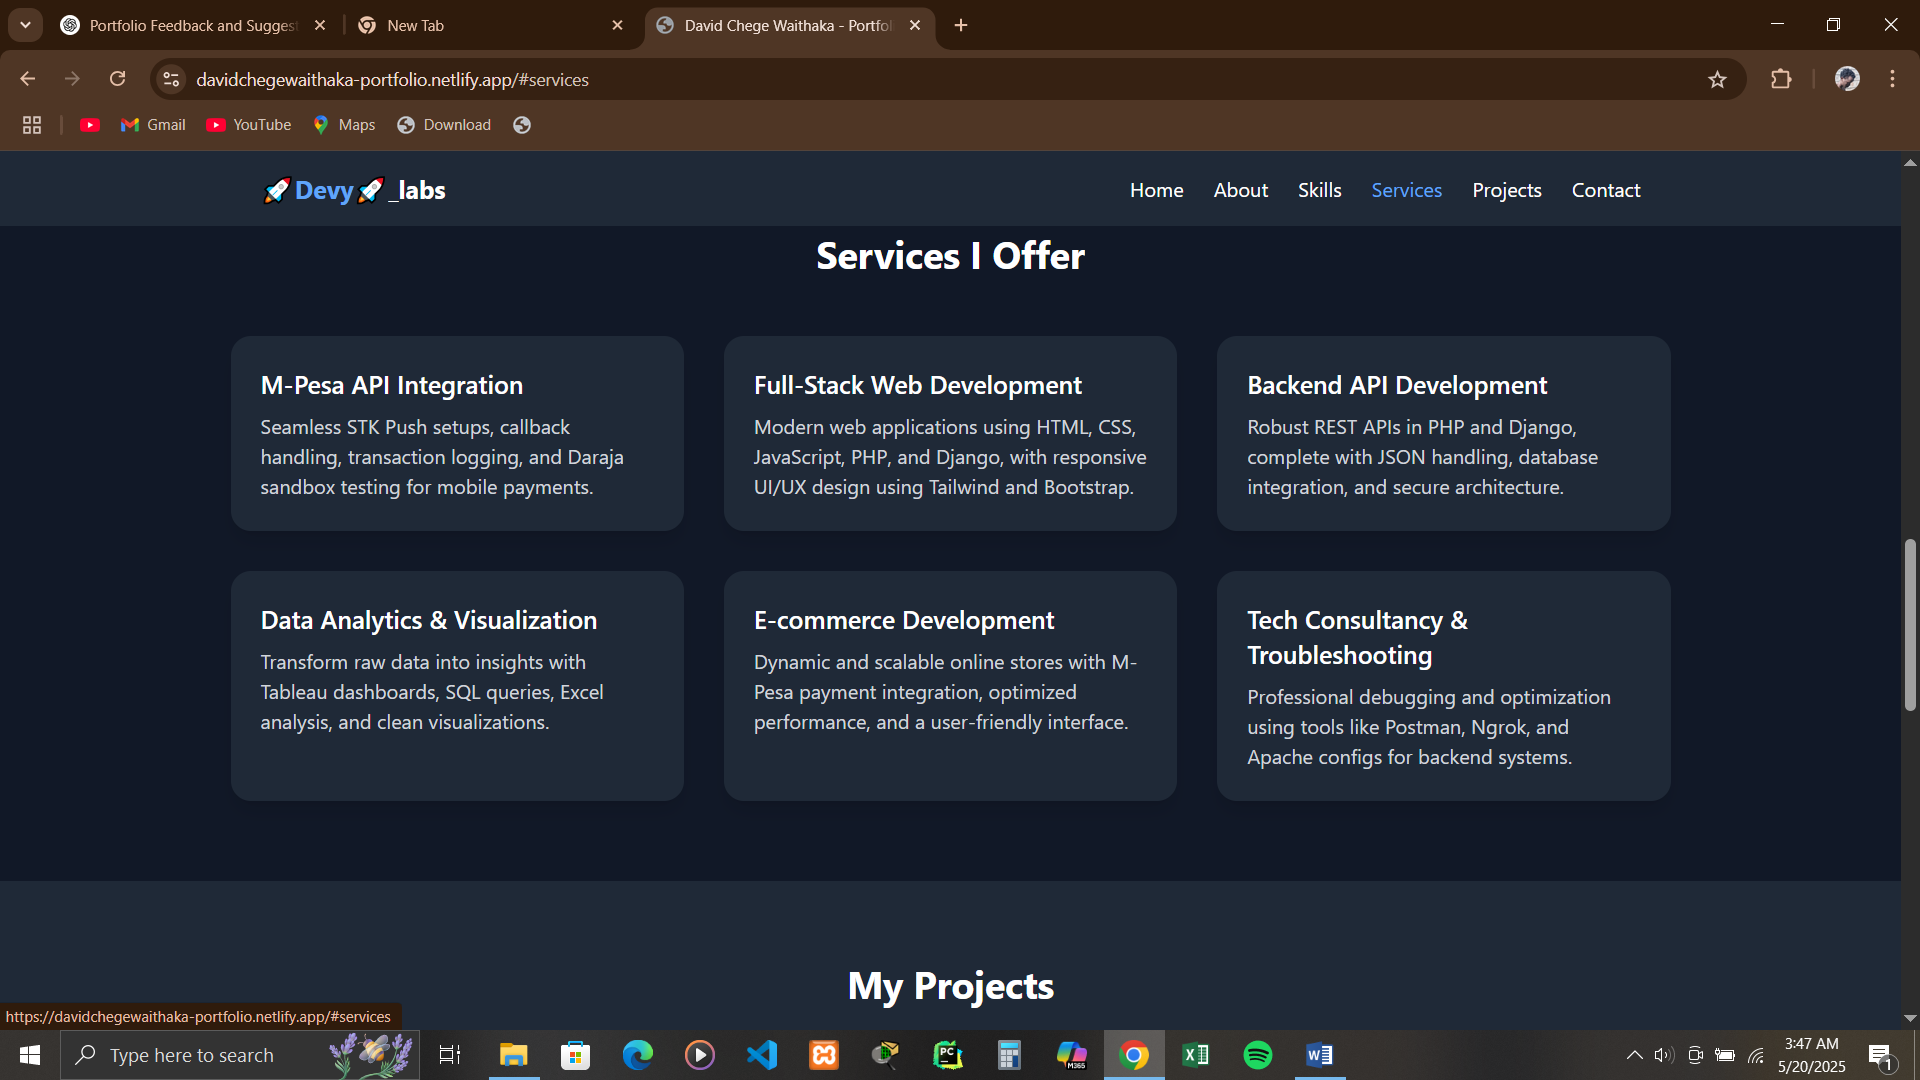 Portfolio Feedback and Suggest
New Tab
David Chege Waithaka - Portfol
davidchegewaithaka-portfolio.netlify.app/#services
Gmail
YouTube
Maps
Download
Devy_labs
Home
About
Skills
Services
Projects
Contact
Services I Offer
M-Pesa API Integration
Seamless STK Push setups, callback
handling, transaction logging, and Daraja
sandbox testing for mobile payments.
Full-Stack Web Development
Modern web applications using HTML, CSS,
JavaScript, PHP, and Django, with responsive
UI/UX design using Tailwind and Bootstrap.
Backend API Development
Robust REST APIs in PHP and Django,
complete with JSON handling, database
integration, and secure architecture.
Data Analytics & Visualization
Transform raw data into insights with
Tableau dashboards, SQL queries, Excel
analysis, and clean visualizations.
E-commerce Development
Dynamic and scalable online stores with M-
Pesa payment integration, optimized
performance, and a user-friendly interface.
Tech Consultancy &
Troubleshooting
Professional debugging and optimization
using tools like Postman, Ngrok, and
Apache configs for backend systems.
My Projects
https://davidchegewaithaka-portfolio.netlify.app/#services
Type here to search
PC
M365
3:47 AM
5/20/2025
1